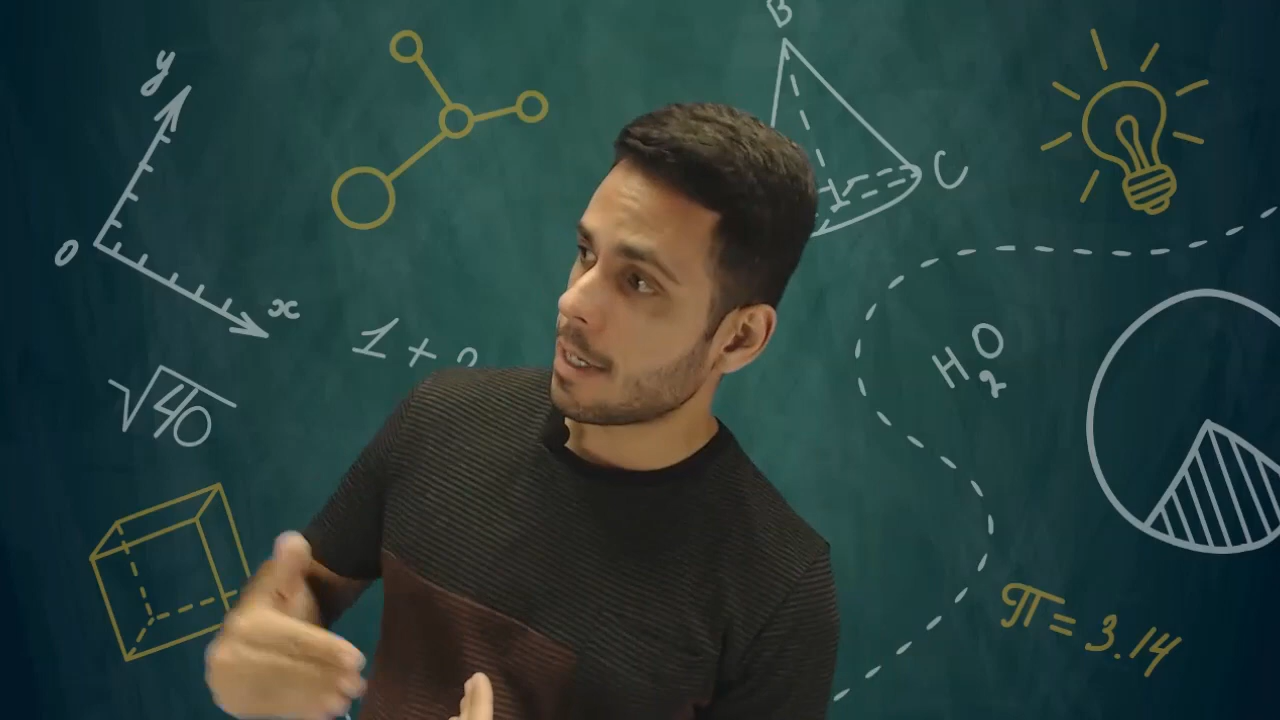 B
y
C
0
x
1 +
H₂O
√40
π = 3.14